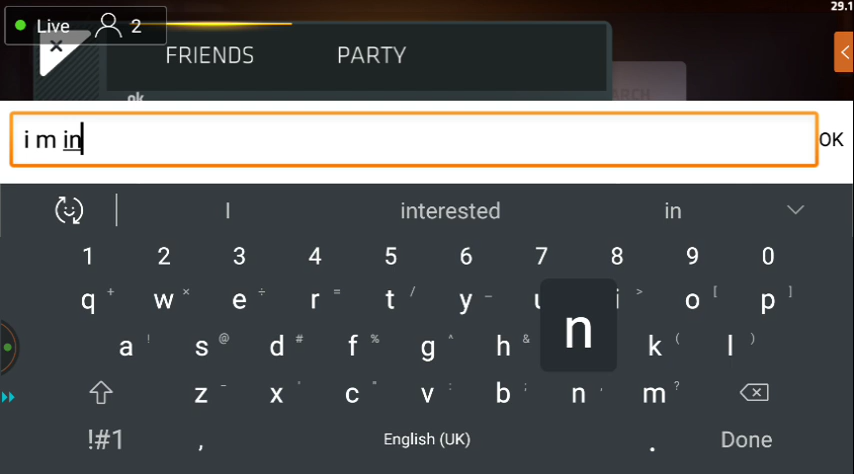 29.1
Live 2
FRIENDS PARTY
ok
ARCH
i m in OK
I interested in
1 2 3 4 5 6 7 8 9 0
q + w × e ÷ r = t / y _ u i > o [ p ]
a ! s @ d # f % g ^ h & n k ( l )
z - x ' c " v : b ; n , m ?
!#1 , English (UK) . Done